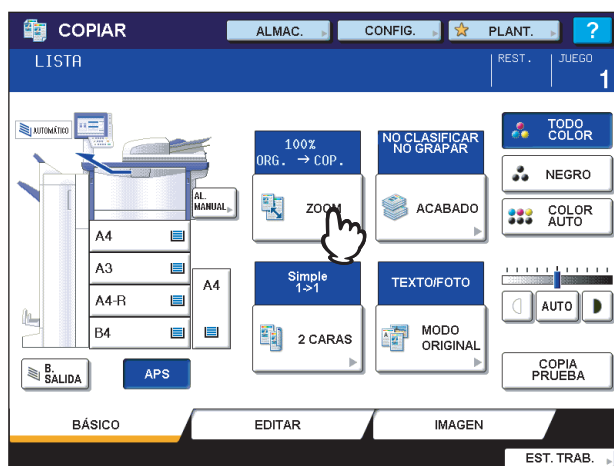 COPIAR
ALMAC.
CONFIG.
PLANT.
?
LISTA
REST.
JUEGO
1
AUTOMÁTICO
100%
ORG. → COP.
ZOOM
NO CLASIFICAR
NO GRAPAR
ACABADO
TODO
COLOR
NEGRO
COLOR
AUTO
AL.
MANUAL
A4
A3
A4-R
B4
A4
Simple
1->1
2 CARAS
TEXTO/FOTO
MODO
ORIGINAL
AUTO
B.
SALIDA
APS
COPIA
PRUEBA
BÁSICO
EDITAR
IMAGEN
EST. TRAB.